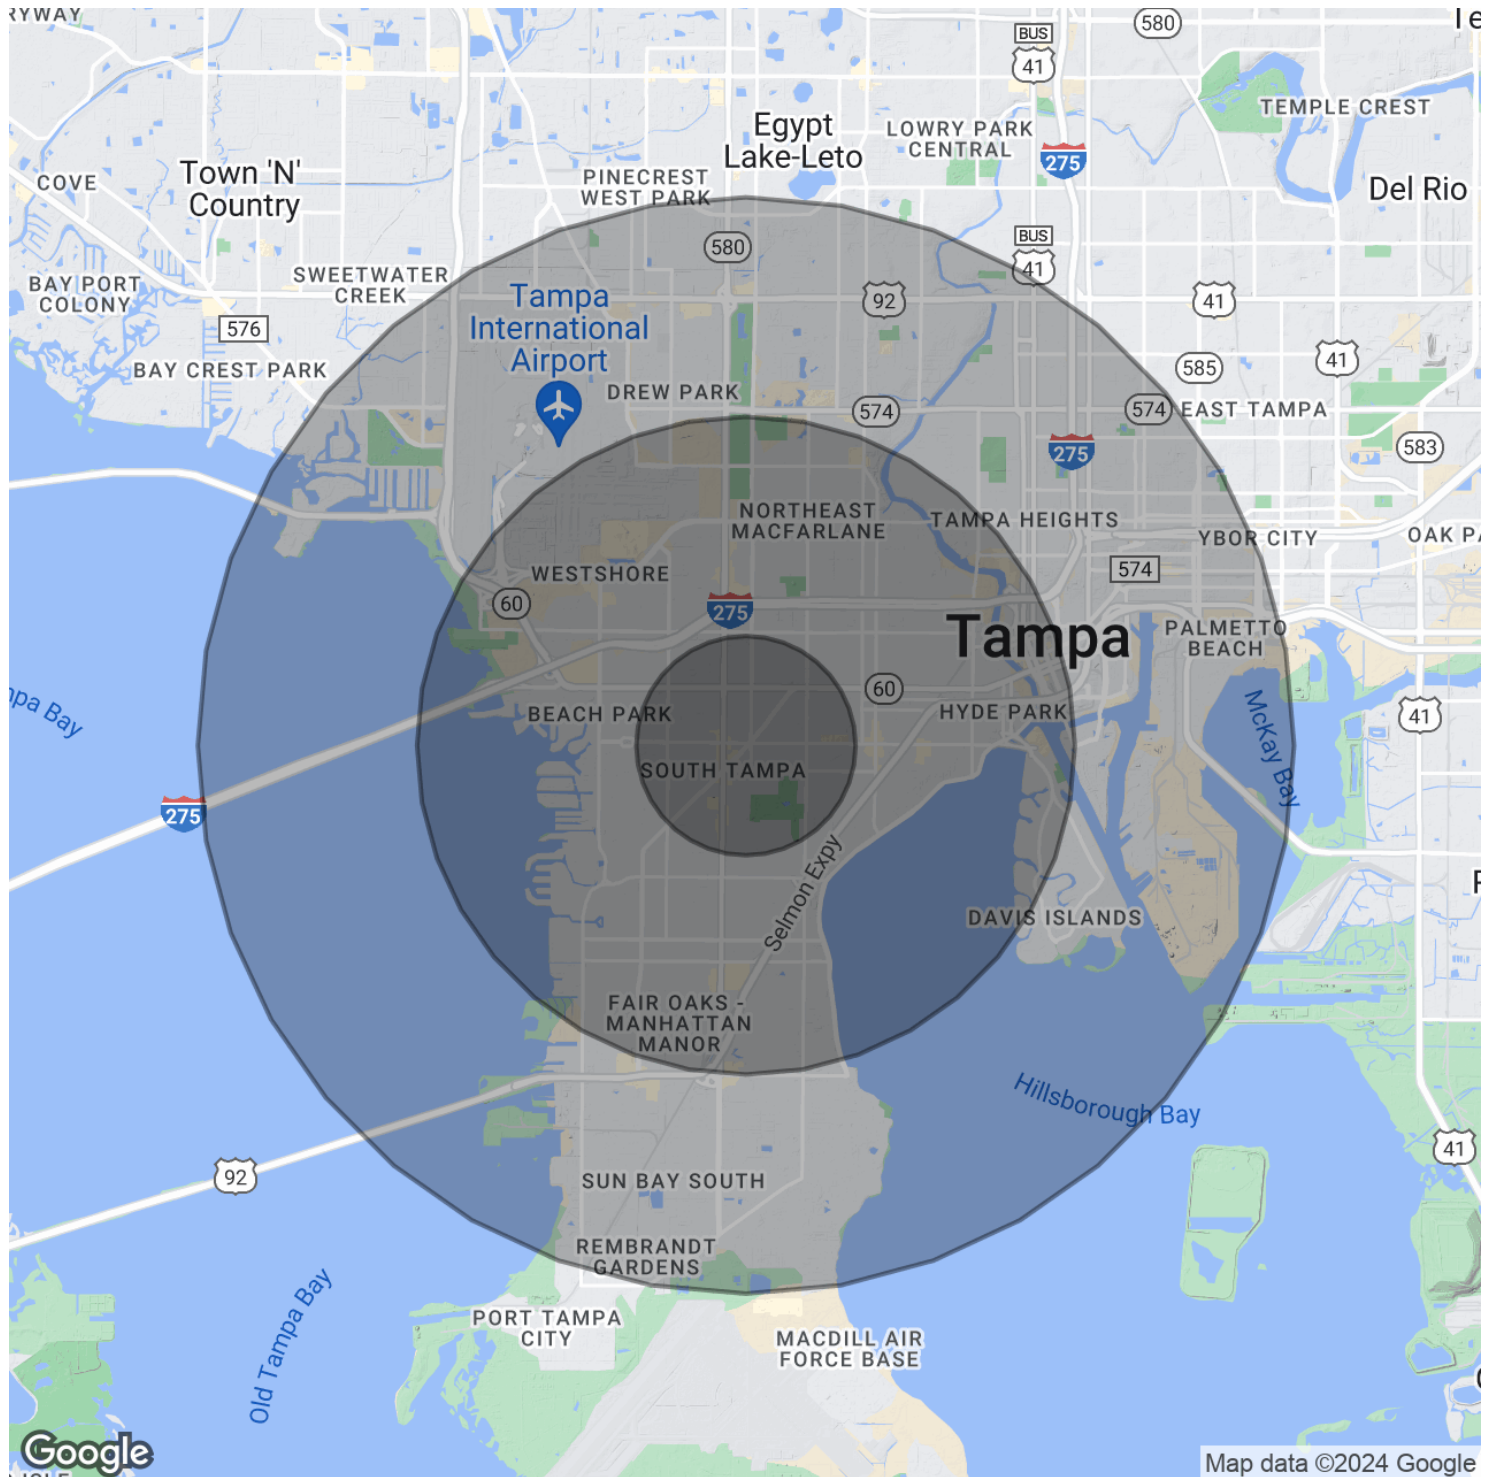 RYWAY
580
Te
BUS
41
TEMPLE CREST
Egypt
Lake-Leto
LOWRY PARK
CENTRAL
275
COVE
Town 'N'
Country
PINECREST
WEST PARK
Del Rio
580
BUS
41
BAY PORT
COLONY
SWEETWATER
CREEK
Tampa
International
Airport
92
41
576
BAY CREST PARK
585
41
DREW PARK
574
574
EAST TAMPA
275
583
NORTHEAST
MACFARLANE
TAMPA HEIGHTS
YBOR CITY
OAK PA
WESTSHORE
574
60
275
Tampa
PALMETTO
BEACH
mpa Bay
60
BEACH PARK
HYDE PARK
41
McKay Bay
SOUTH TAMPA
275
Selmon Expy
DAVIS ISLANDS
FAIR OAKS -
MANHATTAN
MANOR
Hillsborough Bay
92
41
SUN BAY SOUTH
REMBRANDT
GARDENS
Old Tampa Bay
PORT TAMPA
CITY
MACDILL AIR
FORCE BASE
Google
Map data ©2024 Google